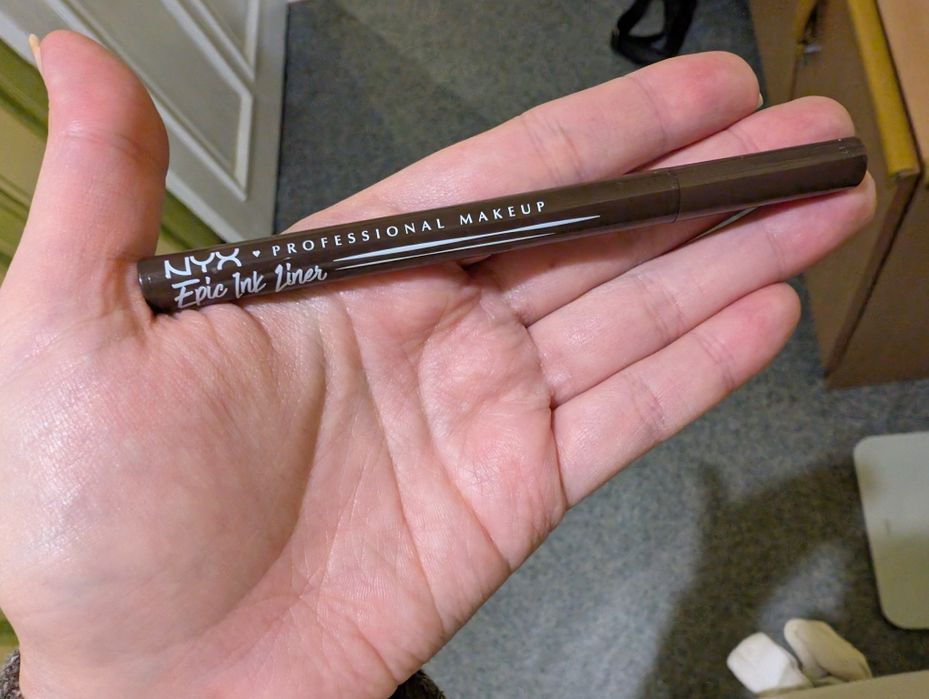 NYX PROFESSIONAL MAKEUP
Epic Ink Liner